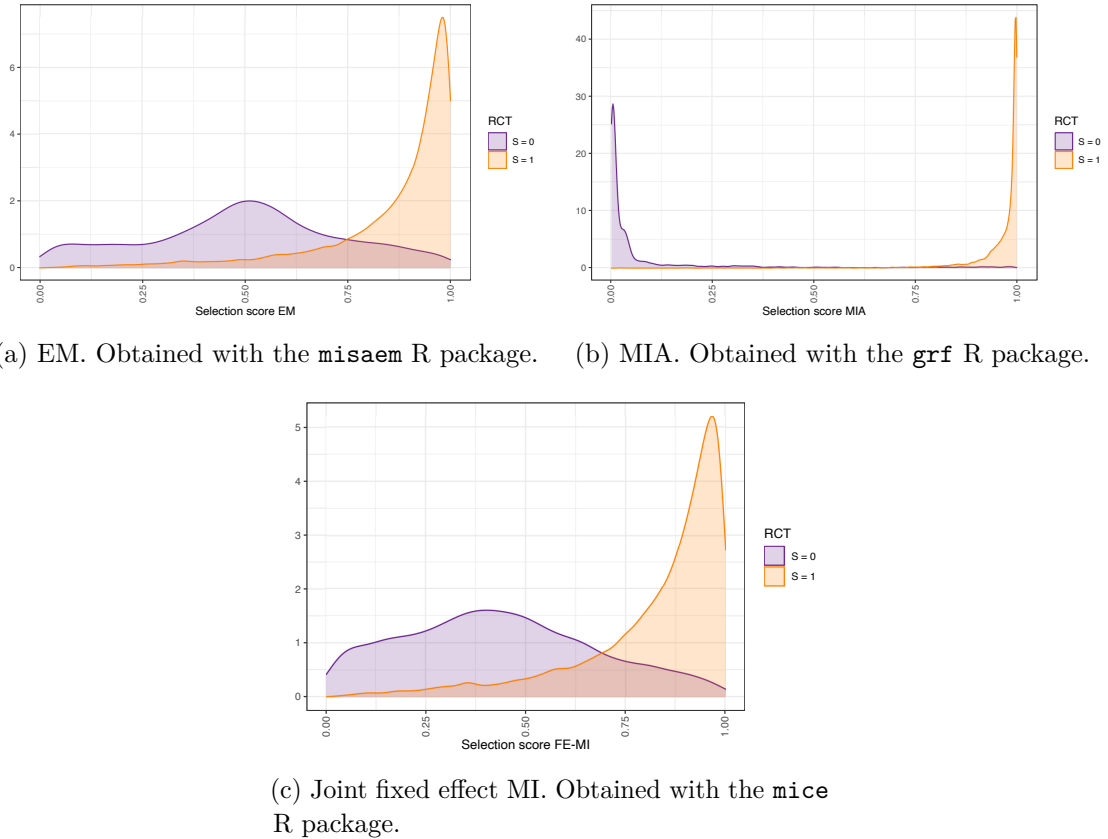 6
4
2
0
0.00
0.25
0.50
0.75
1.00
Selection score EM
RCT
S = 0
S = 1
(a) EM. Obtained with the misaem R package.
40
30
20
10
0
0.00
0.25
0.50
0.75
1.00
Selection score MIA
RCT
S = 0
S = 1
(b) MIA. Obtained with the grf R package.
5
4
3
2
1
0
0.00
0.25
0.50
0.75
1.00
Selection score FE-MI
RCT
S = 0
S = 1
(c) Joint fixed effect MI. Obtained with the mice
R package.